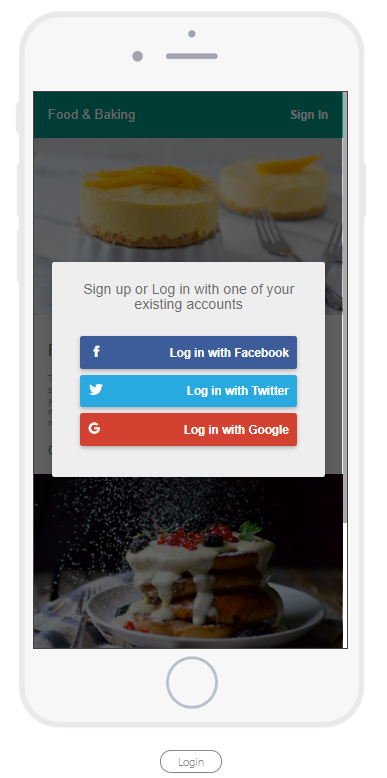 Food & Baking
Sign In
Sign up or Log in with one of your
existing accounts
Log in with Facebook
Log in with Twitter
Log in with Google
Login